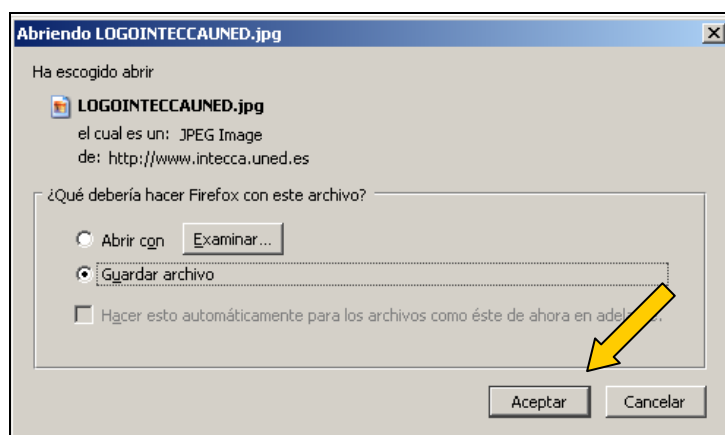 Abriendo LOGOINTECCAUNED.jpg
Ha escogido abrir
LOGOINTECCAUNED.jpg
el cual es un: JPEG Image
de: http://www.intecca.uned.es
¿Qué debería hacer Firefox con este archivo?
Abrir con Examinar...
Guardar archivo
Hacer esto automáticamente para los archivos como éste de ahora en
Aceptar Cancelar